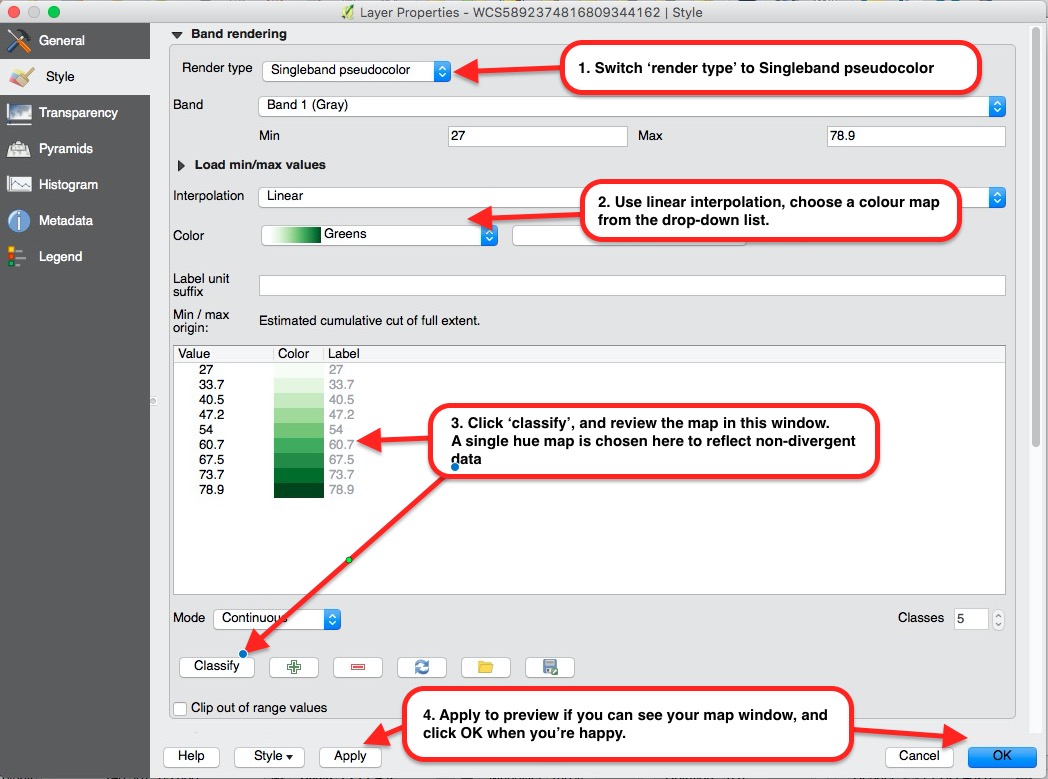 Layer Properties - WCS5892374816809344162 | Style
General
Style
Transparency
Pyramids
Histogram
Metadata
Legend
Band rendering
Render type Singleband pseudocolor
1. Switch ‘render type’ to Singleband pseudocolor
Band Band 1 (Gray)
Min 27 Max 78.9
Load min/max values
Interpolation Linear
2. Use linear interpolation, choose a colour map
from the drop-down list.
Color Greens
Label unit
suffix
Min / max
origin: Estimated cumulative cut of full extent.
Value Color Label
27 27
33.7 33.7
40.5 40.5
47.2 47.2
54 54
60.7 60.7
67.5 67.5
73.7 73.7
78.9 78.9
3. Click ‘classify’, and review the map in this window.
A single hue map is chosen here to reflect non-divergent
data
Mode Continuous Classes 5
Classify
Clip out of range values
4. Apply to preview if you can see your map window, and
click OK when you’re happy.
Help Style Apply Cancel OK